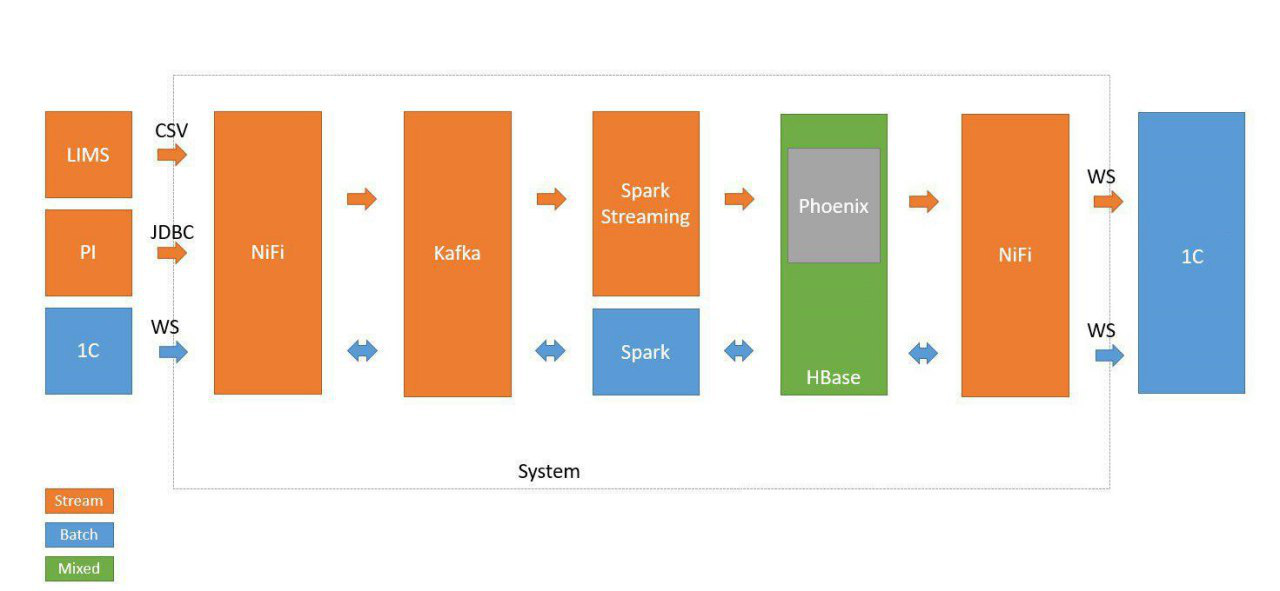 LIMS
CSV
PI
JDBC
1C
WS
NiFi
Kafka
Spark
Streaming
Spark
Phoenix
HBase
NiFi
WS
WS
1C
System
Stream
Batch
Mixed